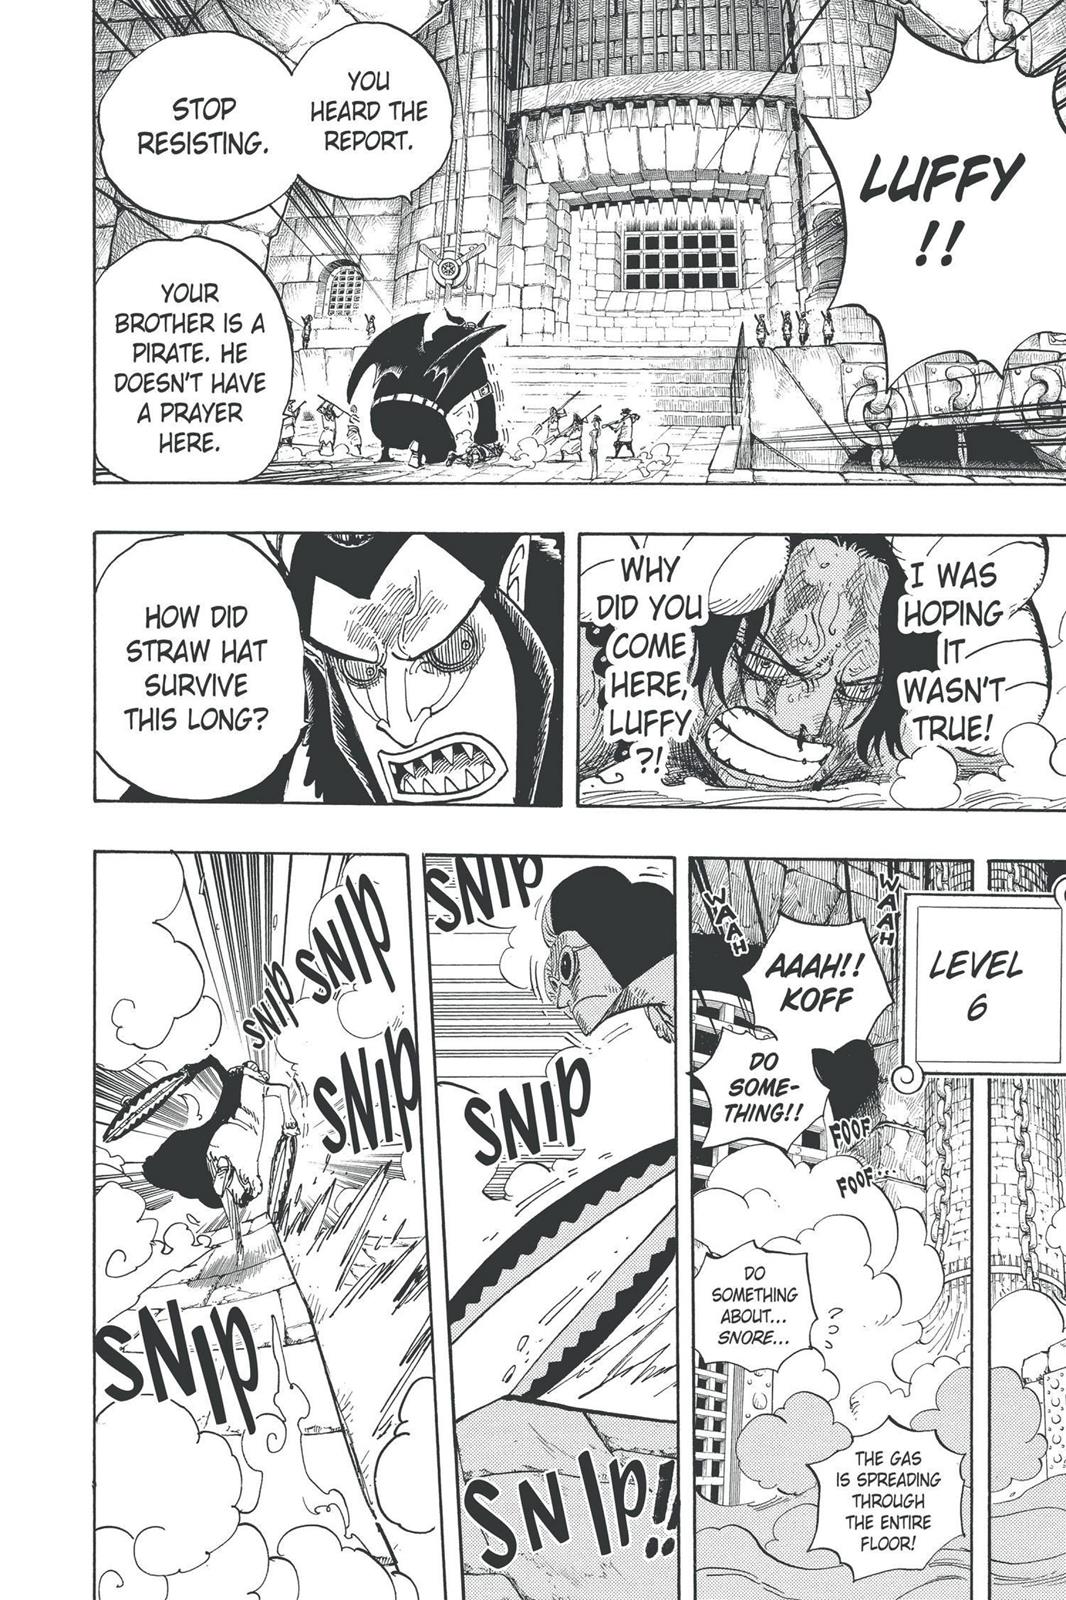 LUFFY
!!
YOU
HEARD THE
REPORT.
STOP
RESISTING.
YOUR
BROTHER IS A
PIRATE. HE
DOESN'T HAVE
A PRAYER
HERE.
I WAS
HOPING
IT
WASN'T
TRUE!
WHY
DID YOU
COME
HERE,
LUFFY
?!
HOW DID
STRAW HAT
SURVIVE
THIS LONG?
LEVEL
6
WAAH
WAAH
AAAH!!
KOFF
DO
SOME-
THING!!
FOOF
FOOF...
DO
SOMETHING
ABOUT...
SNORE...
THE GAS
IS SPREADING
THROUGH
THE ENTIRE
FLOOR!
SNIP
SNIP
SNIP!!
SNIP
SNIP
SNIP
SNIP